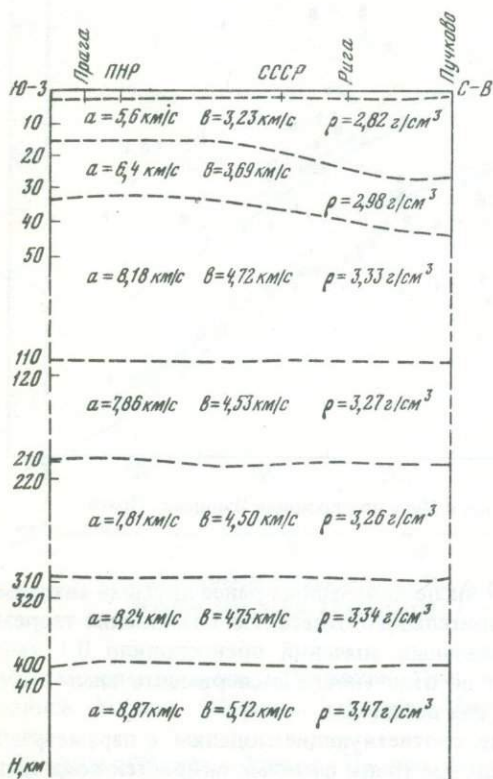 Прага ПНР СССР Рига Пучково
Ю-З С-В
10 a=5,6 км/с в=3,23 км/с ρ=2,82 г/см³
20
a=6,4 км/с в=3,69 км/с
30 ρ=2,98 г/см³
40
50
a=8,18 км/с в=4,72 км/с ρ=3,33 г/см³
110
120
a=7,86 км/с в=4,53 км/с ρ=3,27 г/см³
210
220
a=7,81 км/с в=4,50 км/с ρ=3,26 г/см³
310
320
a=8,24 км/с в=4,75 км/с ρ=3,34 г/см³
400
410
a=8,87 км/с в=5,12 км/с ρ=3,47 г/см³
H,км